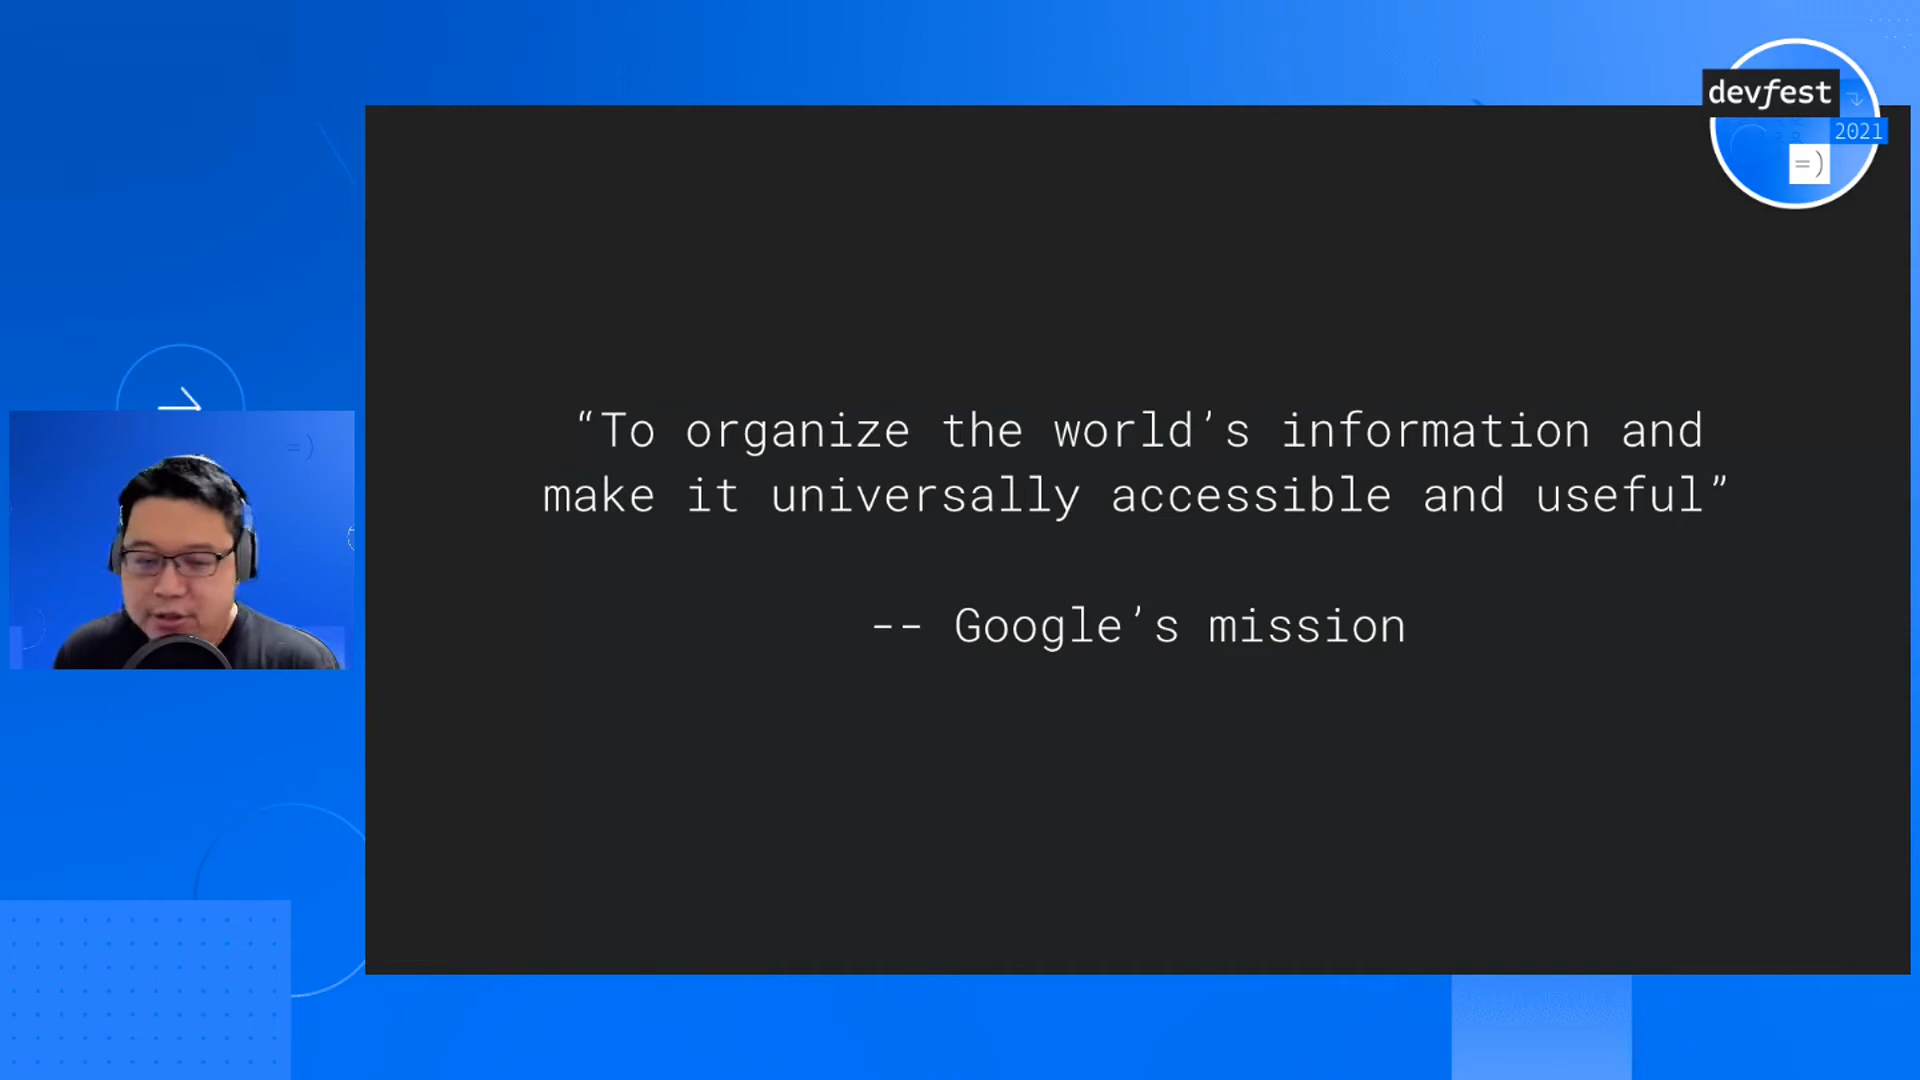 devfest
2021
=)
“To organize the world’s information and
make it universally accessible and useful”
-- Google’s mission
=)